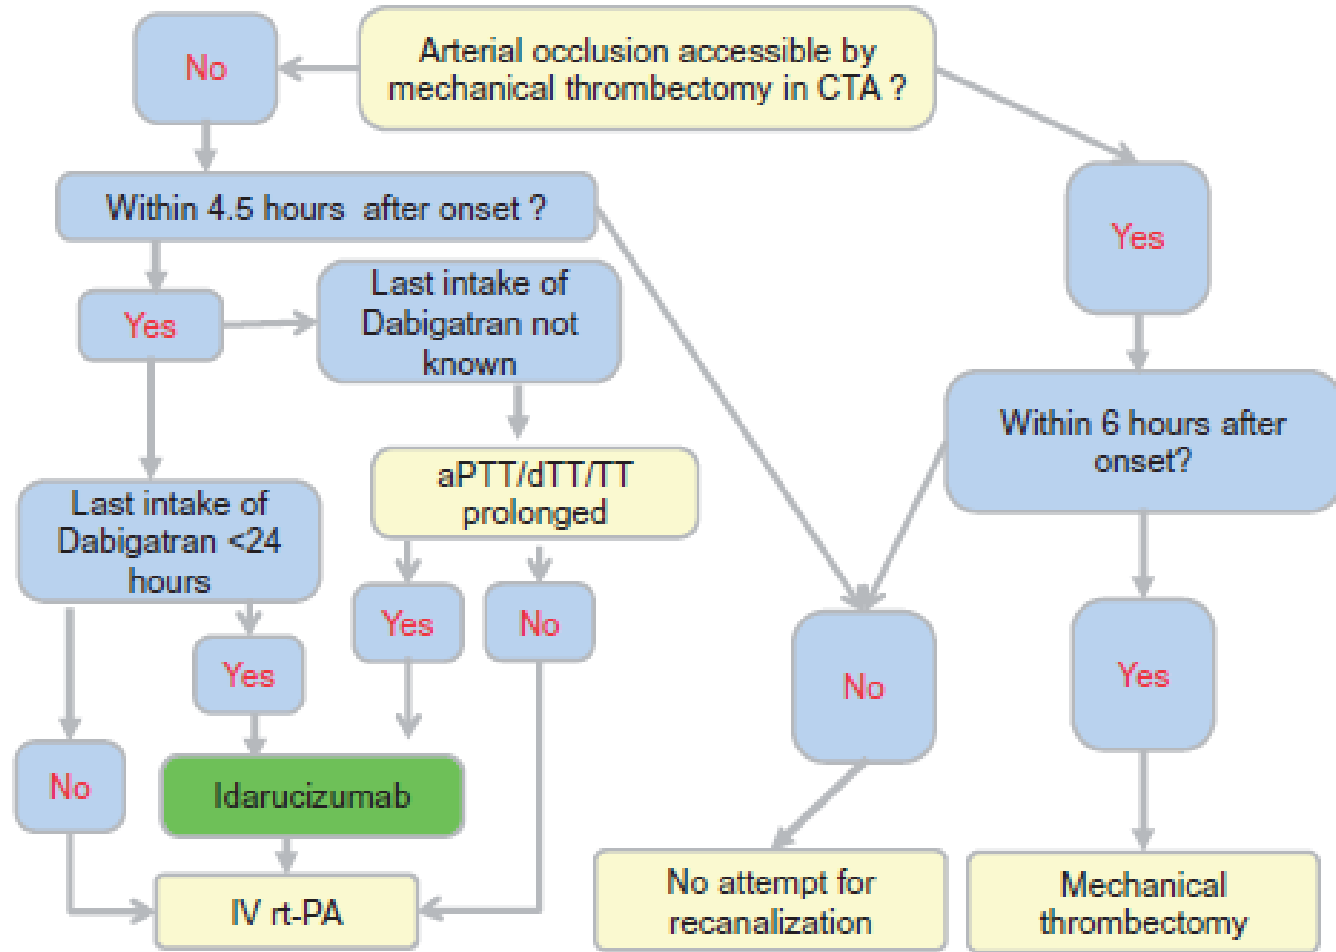 No
Arterial occlusion accessible by
mechanical thrombectomy in CTA ?
Within 4.5 hours after onset ?
Yes
Yes
Last intake of
Dabigatran not
known
Within 6 hours after
onset?
aPTT/dTT/TT
prolonged
Last intake of
Dabigatran <24
hours
Yes
No
Yes
No
Yes
No
Idarucizumab
IV rt-PA
No attempt for
recanalization
Mechanical
thrombectomy